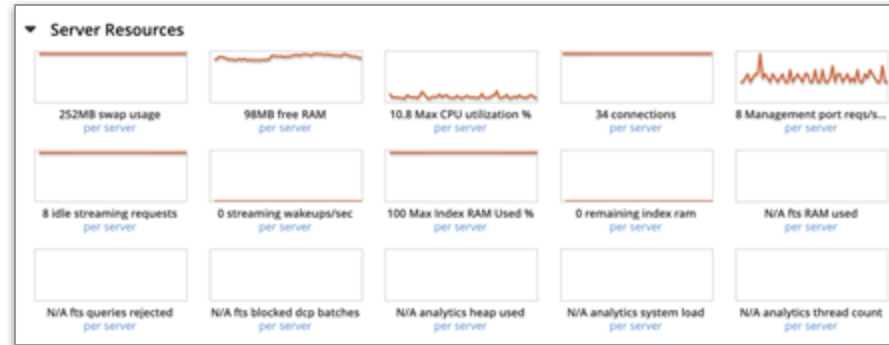 Server Resources
252MB swap usage
per server
98MB free RAM
per server
10.8 Max CPU utilization %
per server
34 connections
per server
8 Management port reqs/s...
per server
8 idle streaming requests
per server
0 streaming wakeups/sec
per server
100 Max Index RAM Used %
per server
0 remaining index ram
per server
N/A fts RAM used
per server
N/A fts queries rejected
per server
N/A fts blocked dcp batches
per server
N/A analytics heap used
per server
N/A analytics system load
per server
N/A analytics thread count
per server